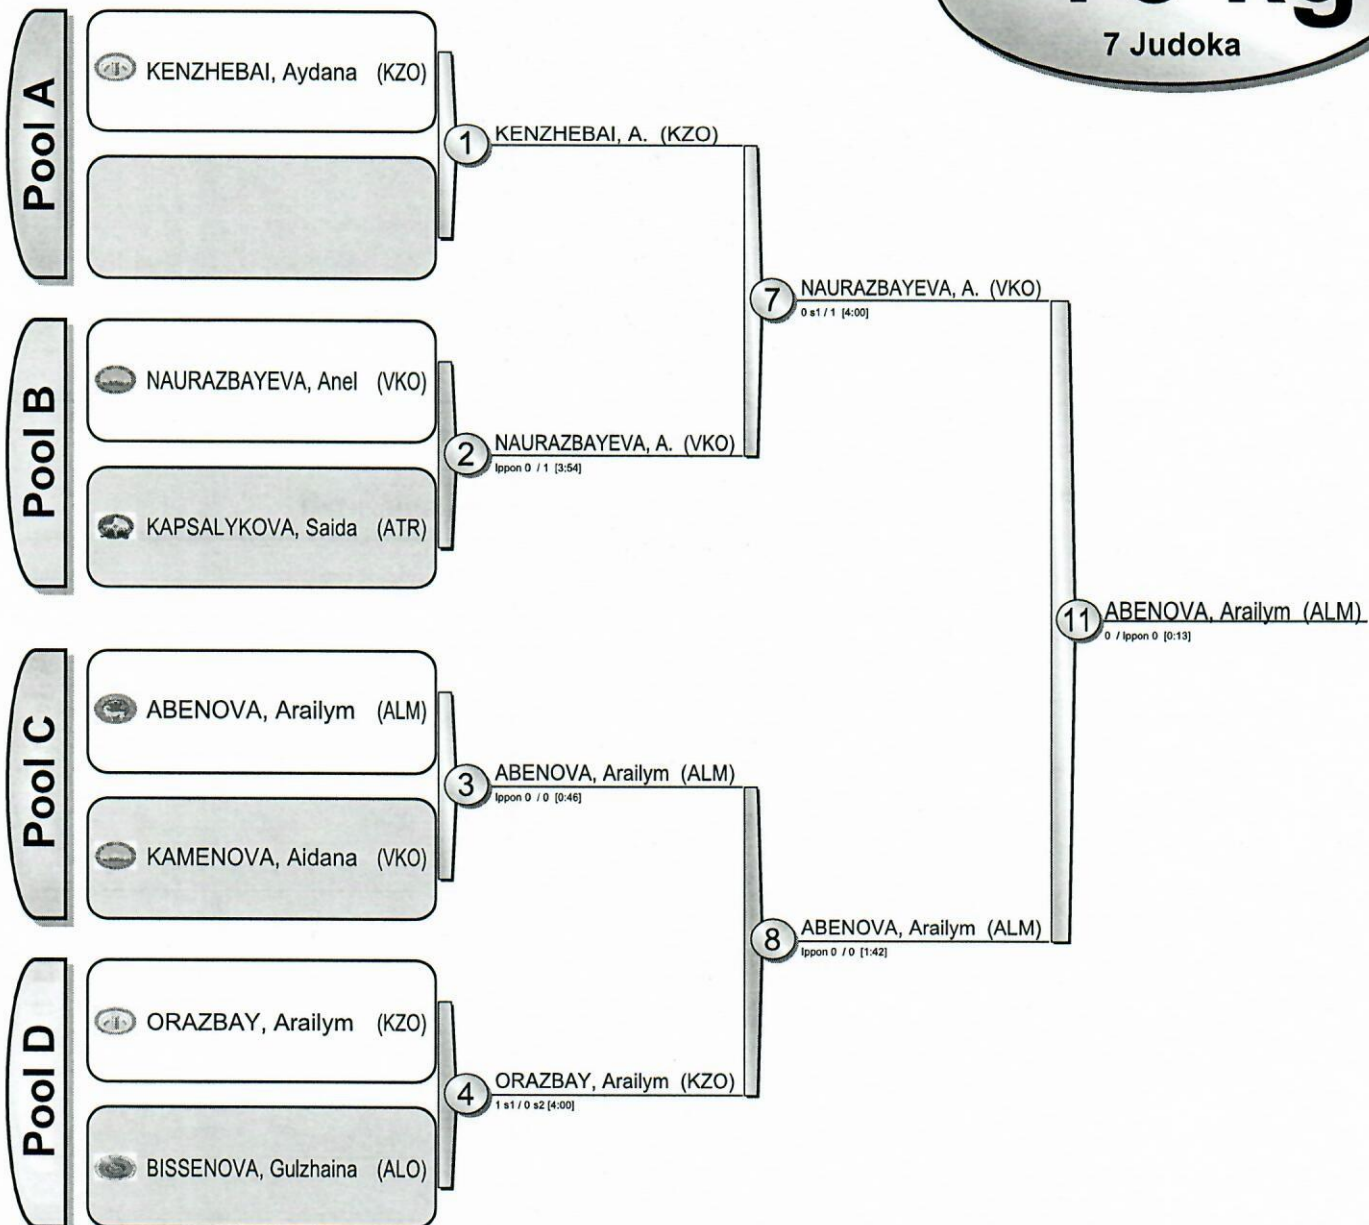 7 Judoka
Pool A
KENZHEBAI, Aydana (KZO)
1
KENZHEBAI, A. (KZO)
7
NAURAZBAYEVA, A. (VKO)
0 s1 / 1 [4:00]
Pool B
NAURAZBAYEVA, Anel (VKO)
2
NAURAZBAYEVA, A. (VKO)
Ippon 0 / 1 [3:54]
KAPSALYKOVA, Saida (ATR)
11
ABENOVA, Arailym (ALM)
0 / Ippon 0 [0:13]
Pool C
ABENOVA, Arailym (ALM)
3
ABENOVA, Arailym (ALM)
Ippon 0 / 0 [0:46]
KAMENOVA, Aidana (VKO)
8
ABENOVA, Arailym (ALM)
Ippon 0 / 0 [1:42]
Pool D
ORAZBAY, Arailym (KZO)
4
ORAZBAY, Arailym (KZO)
1 s1 / 0 s2 [4:00]
BISSENOVA, Gulzhaina (ALO)